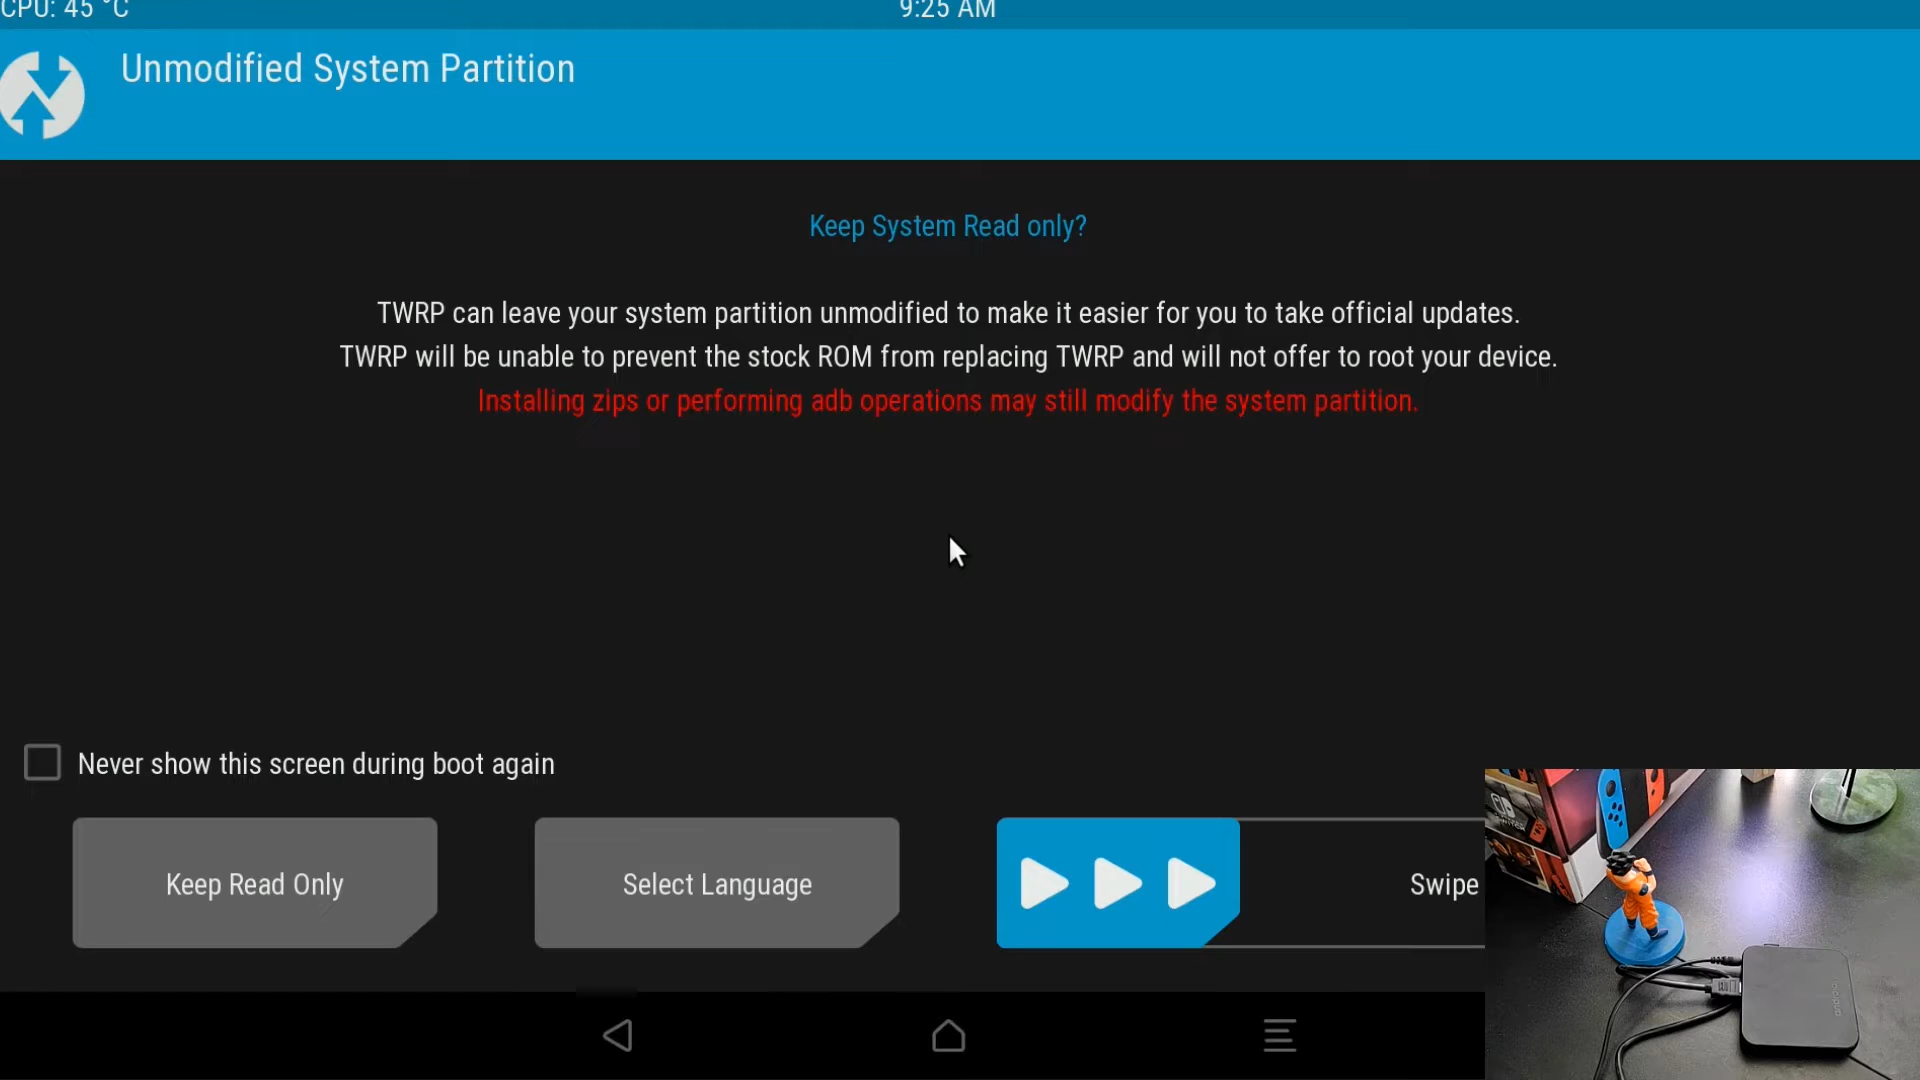 CPU: 45 °C
9:25 AM
Unmodified System Partition
Keep System Read only?
TWRP can leave your system partition unmodified to make it easier for you to take official updates.
TWRP will be unable to prevent the stock ROM from replacing TWRP and will not offer to root your device.
Installing zips or performing adb operations may still modify the system partition.
Never show this screen during boot again
Keep Read Only
Select Language
Swipe